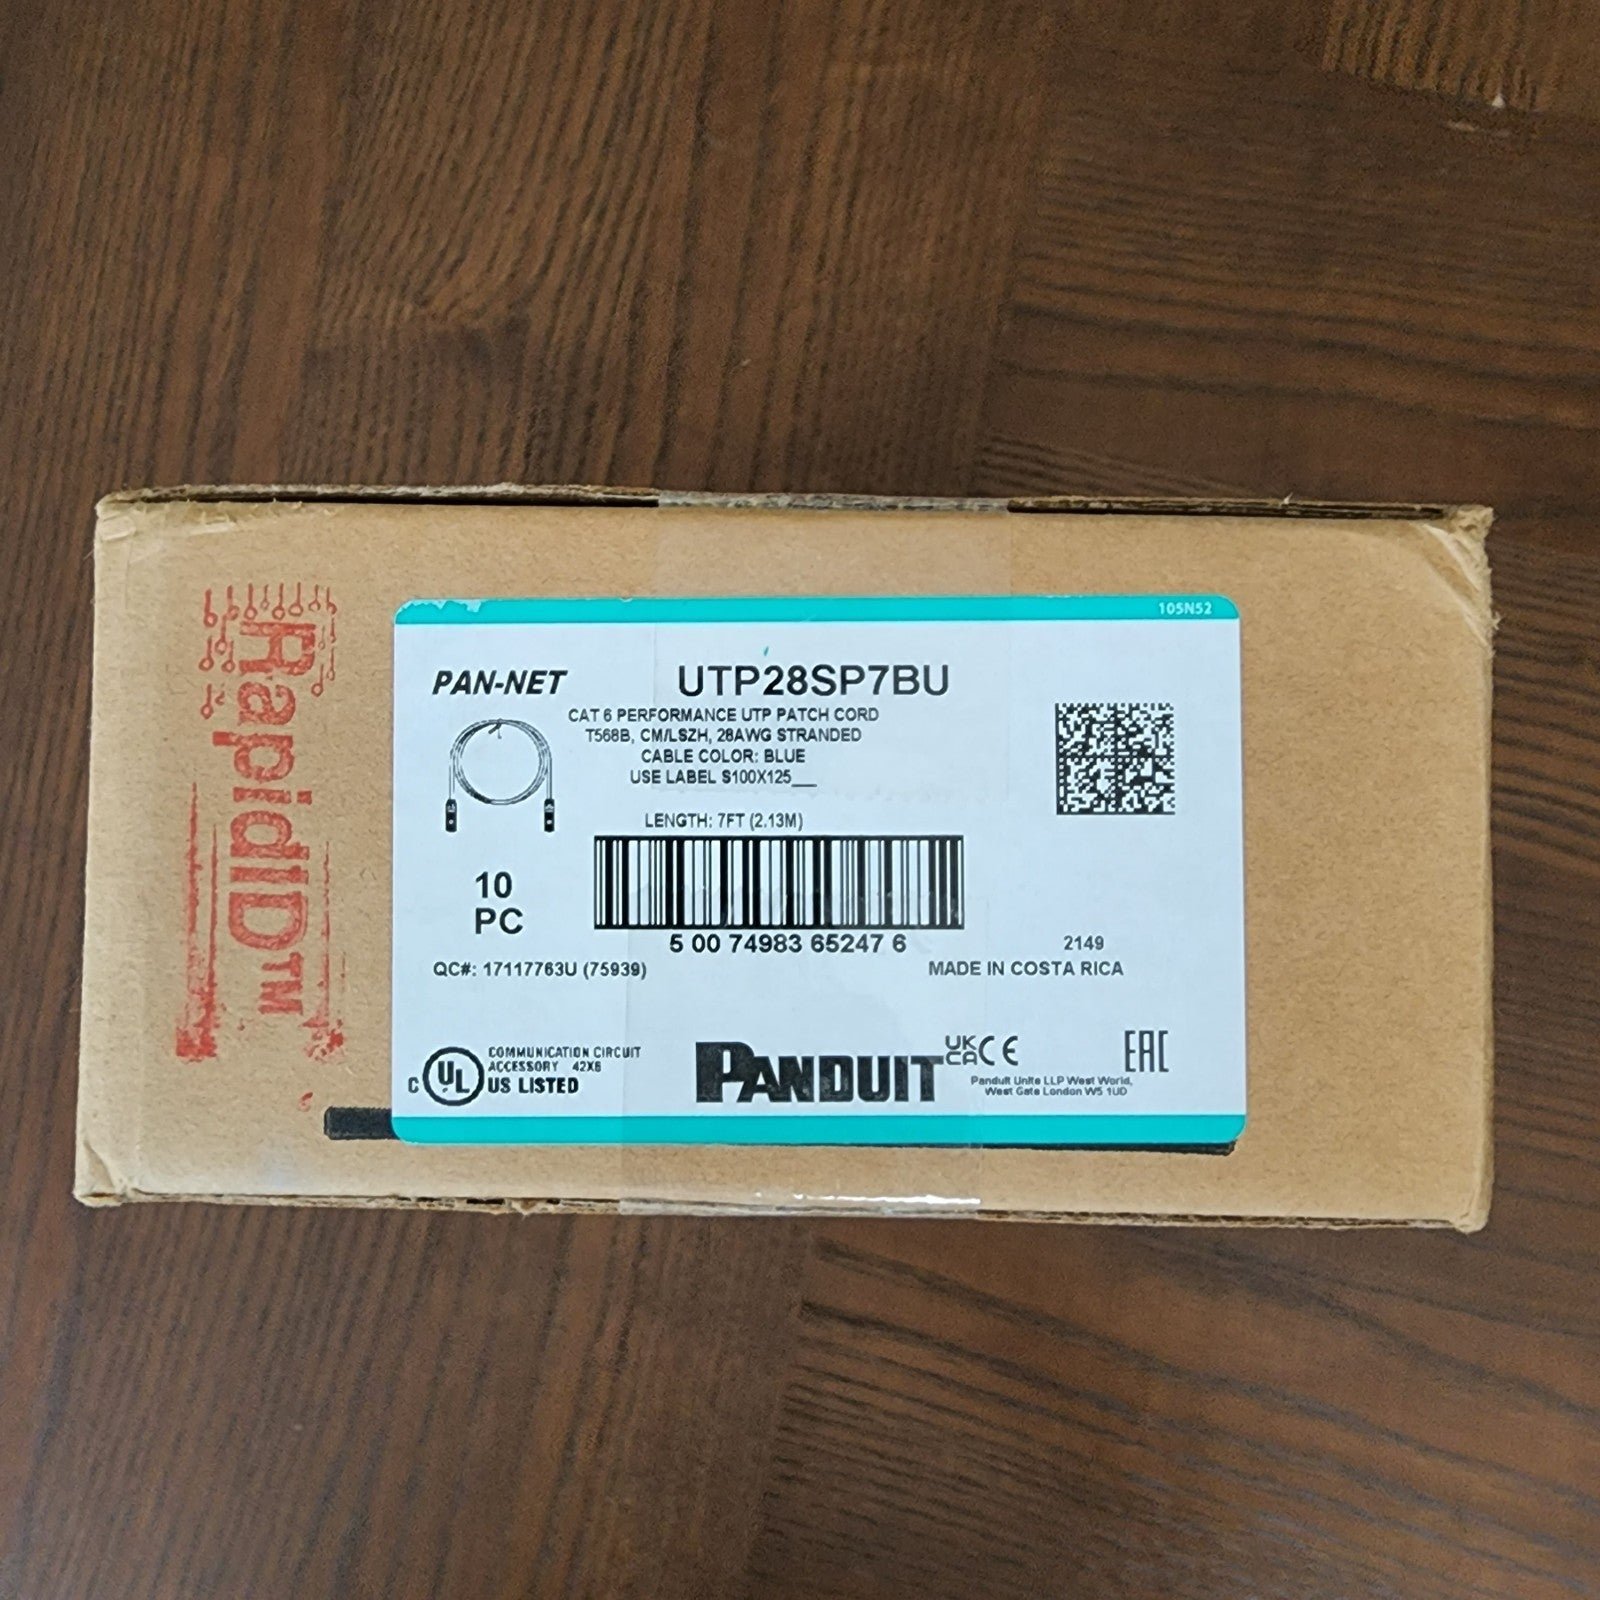 105N52
PAN-NET
UTP28SP7BU
CAT 6 PERFORMANCE UTP PATCH CORD
T568B, CM/LSZH, 28AWG STRANDED
CABLE COLOR: BLUE
USE LABEL S100X125__
LENGTH: 7FT (2.13M)
10
PC
5 00 74983 65247 6
2149
QC#: 17117763U (75939)
MADE IN COSTA RICA
C UL US LISTED
COMMUNICATION CIRCUIT
ACCESSORY 42X6
PANDUIT
UK
CA
CE
EAC
Panduit Unite LLP West World,
West Gate London W5 1UD
RapidID™